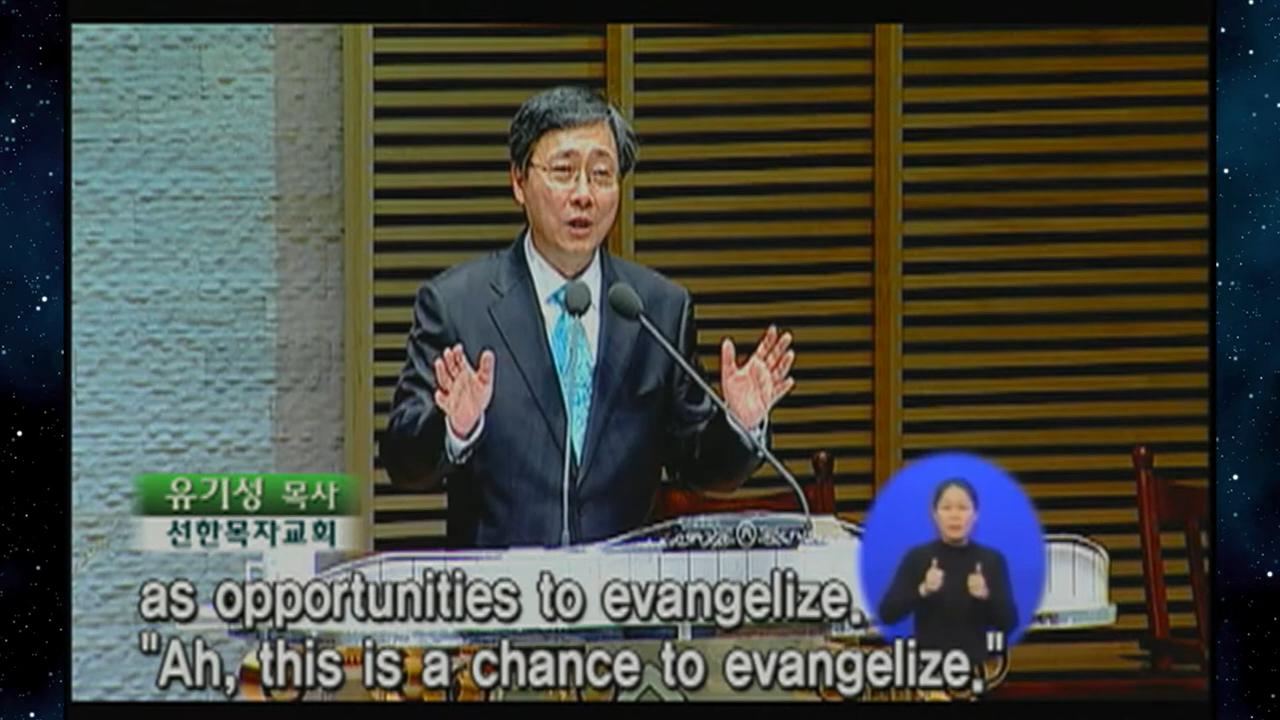 유기성 목사
선한목자교회
as opportunities to evangelize.
"Ah, this is a chance to evangelize."